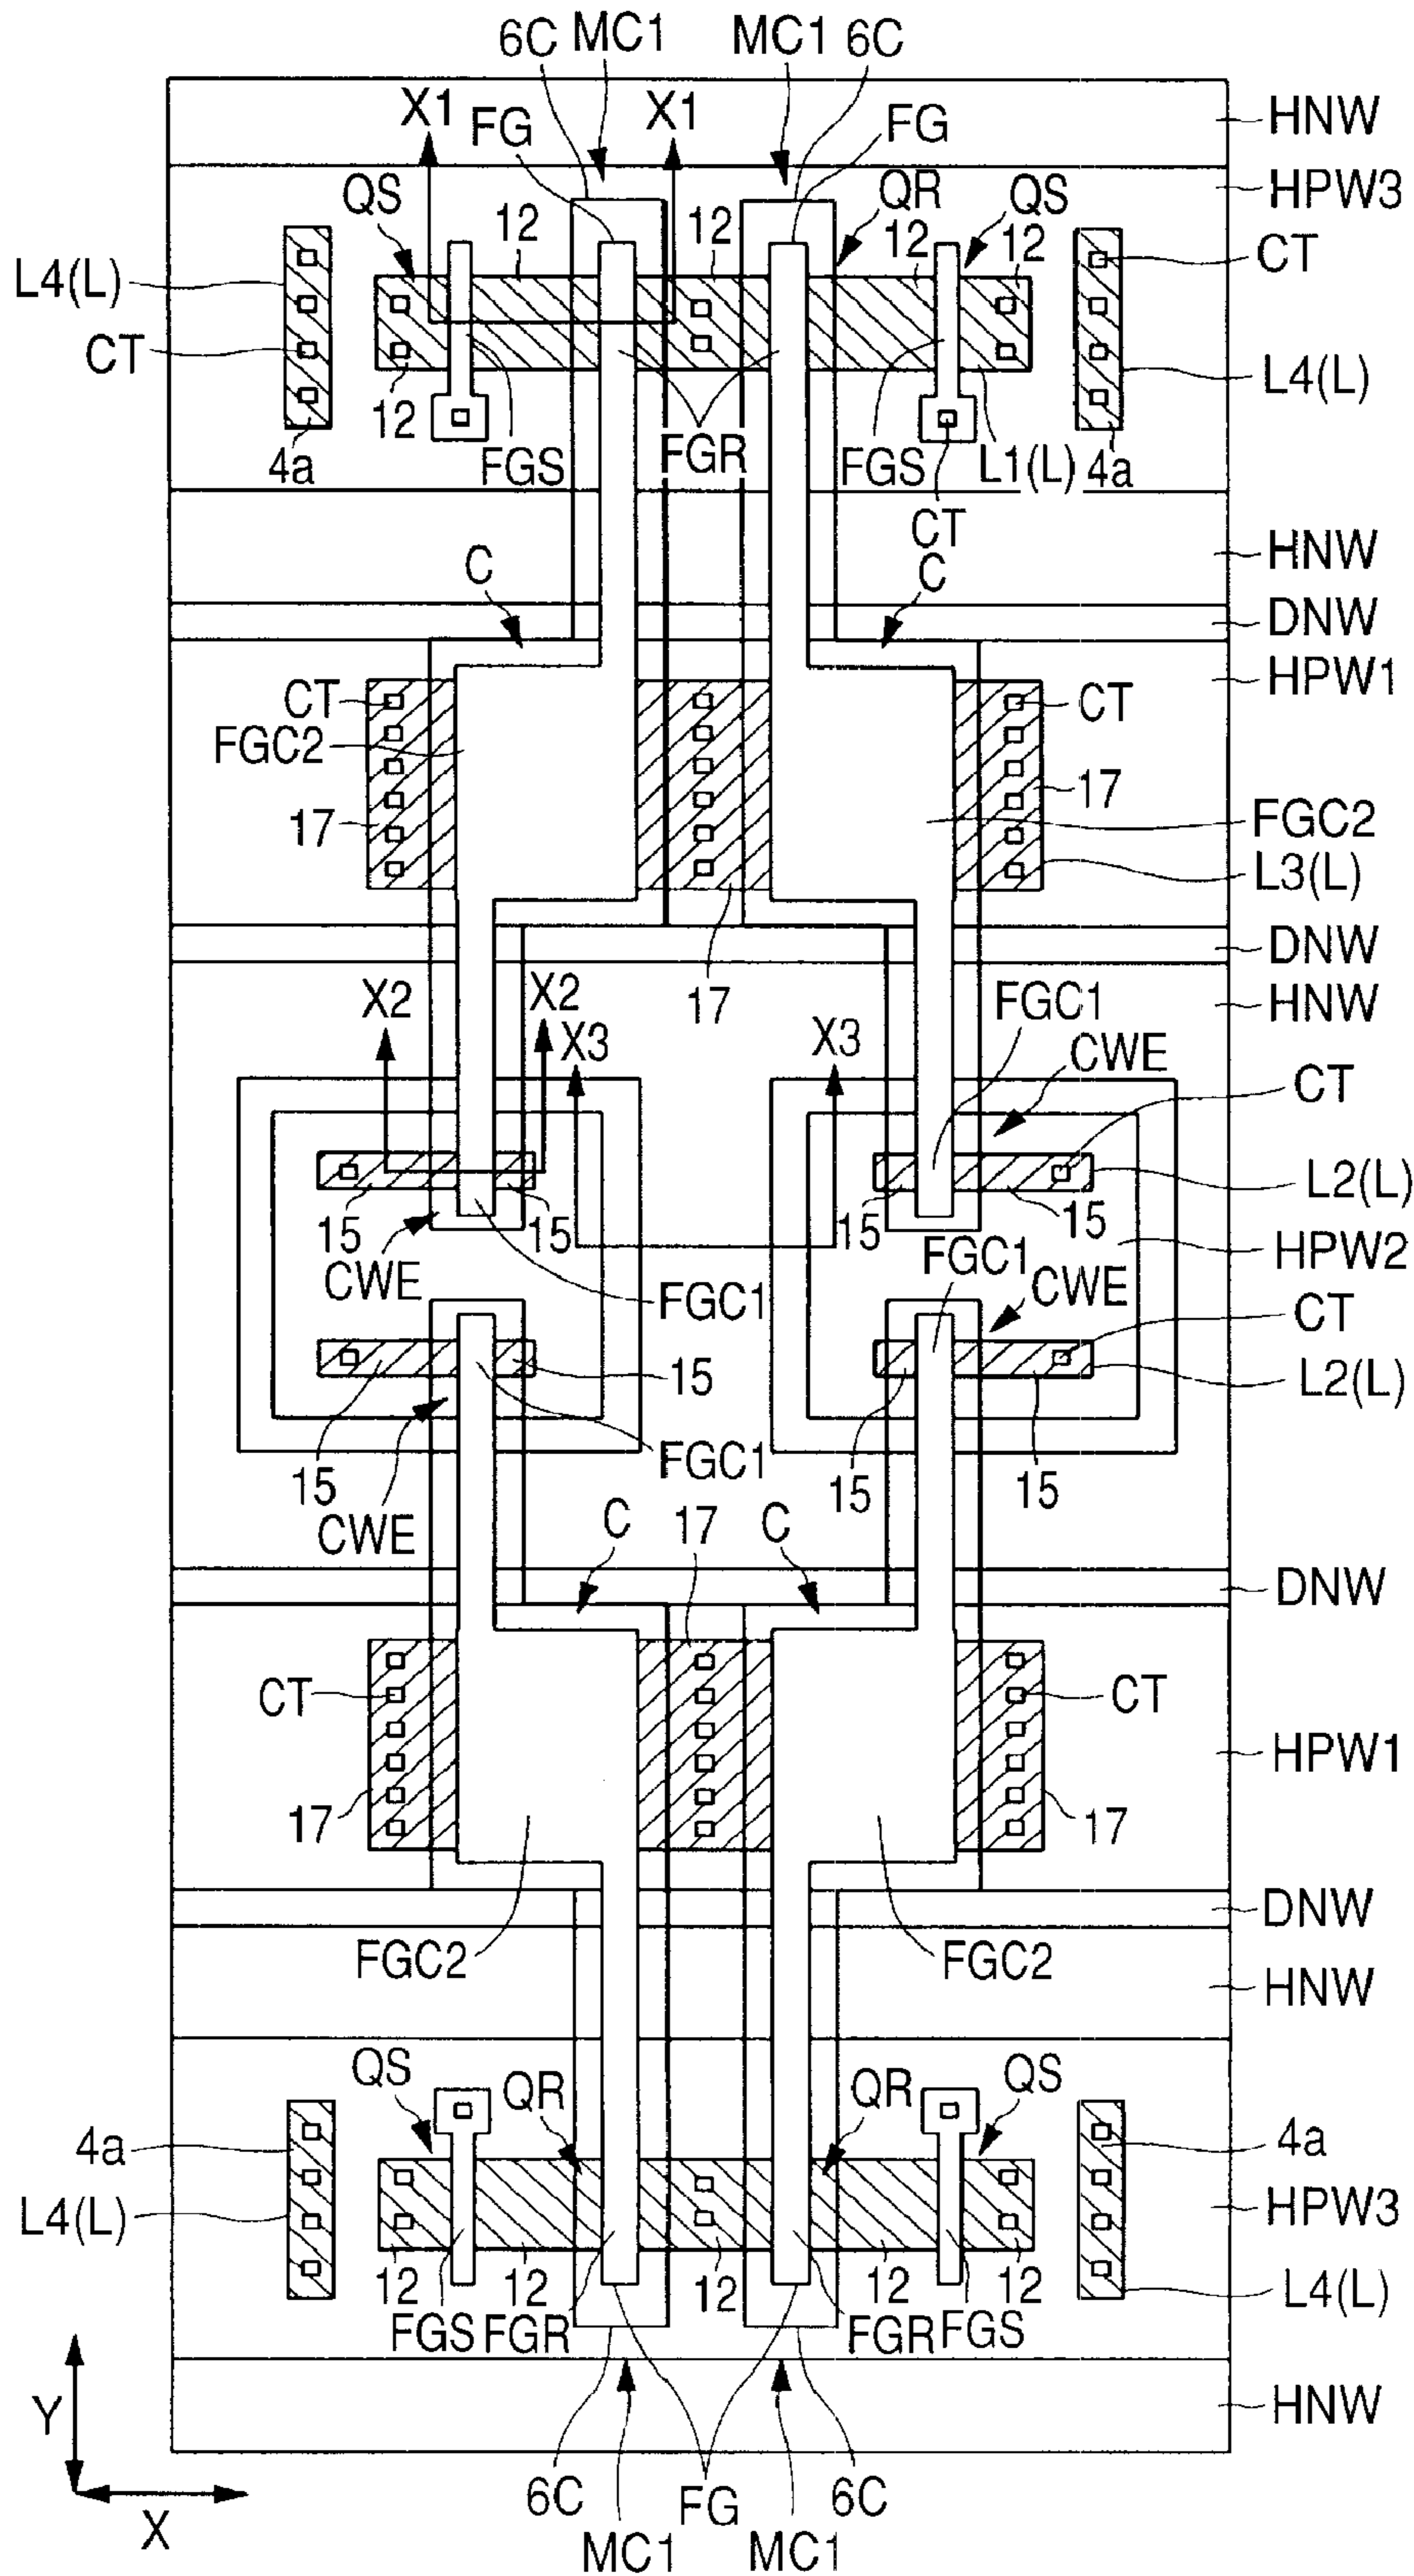 6C MC1 MC1 6C
X1 FG X1 FG HNW
HPW3
QS 12 12 QR QS
12 12 CT
L4(L)
CT L4(L)
12
4a FGS FGR FGS L1(L) 4a
CT
C C HNW
DNW
HPW1
CT CT
FGC2
17 17
FGC2
L3(L)
DNW
17 HNW
X2 X2 FGC1
X3 X3 CWE
CT
L2(L)
15 15 15 15
HPW2
CWE FGC1 FGC1 CWE
CT
15 L2(L)
15 FGC1 15 15
CWE C 17 C
DNW
CT CT
HPW1
17 17
DNW
FGC2 FGC2
HNW
QS QR QR QS
4a 4a
L4(L) HPW3
12 12 12 12 12
L4(L)
FGS FGR FGR FGS
Y HNW
6C FG 6C
X
MC1 MC1